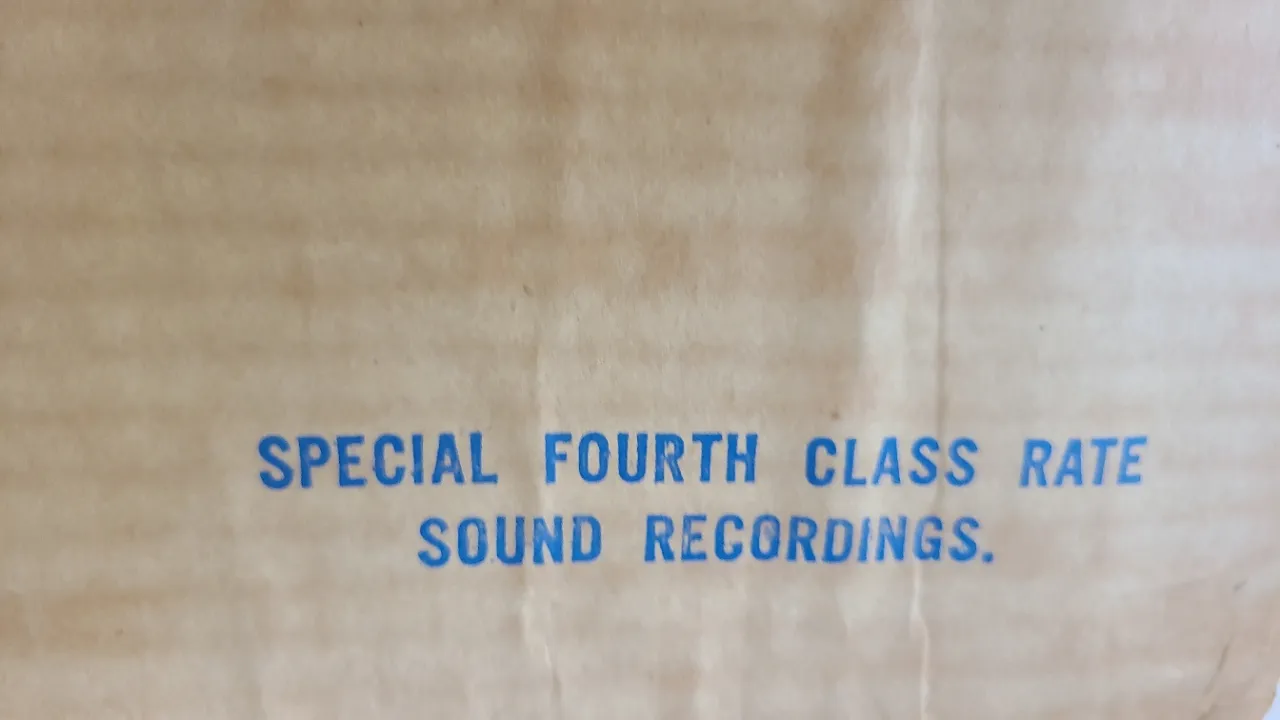 SPECIAL FOURTH CLASS RATE
SOUND RECORDINGS.